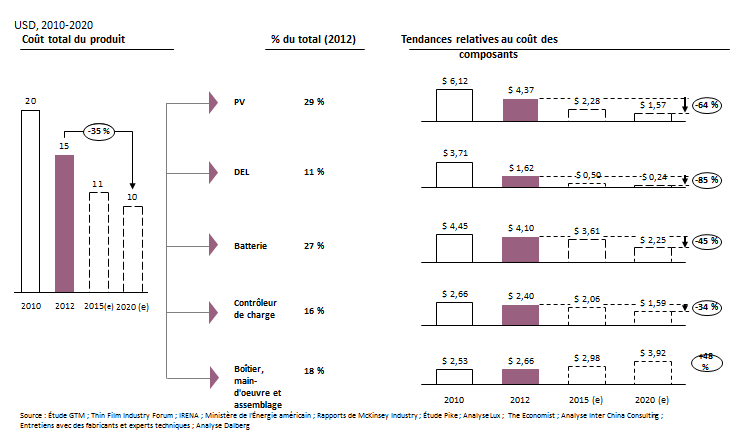 USD, 2010-2020
Coût total du produit
% du total (2012)
Tendances relatives au coût des
composants
20
-35 %
15
11
10
2010
2012
2015(e)
2020 (e)
PV
29 %
$ 6,12
$ 4,37
$ 2,28
$ 1,57
-64 %
DEL
11 %
$ 3,71
$ 1,62
$ 0,50
$ 0,24
-85 %
Batterie
27 %
$ 4,45
$ 4,10
$ 3,61
$ 2,25
-45 %
Contrôleur
de charge
16 %
$ 2,66
$ 2,40
$ 2,06
$ 1,59
-34 %
Boîtier,
main-
d'oeuvre et
assemblage
18 %
$ 2,53
$ 2,66
$ 2,98
$ 3,92
+48
%
2010
2012
2015 (e)
2020 (e)
Source : Étude GTM ; Thin Film Industry Forum ; IRENA ; Ministère de l'Énergie américain ; Rapports de McKinsey Industry ; Étude Pike ; Analyse Lux ; The Economist ; Analyse Inter China Consulting ;
Entretiens avec des fabricants et experts techniques ; Analyse Dalberg